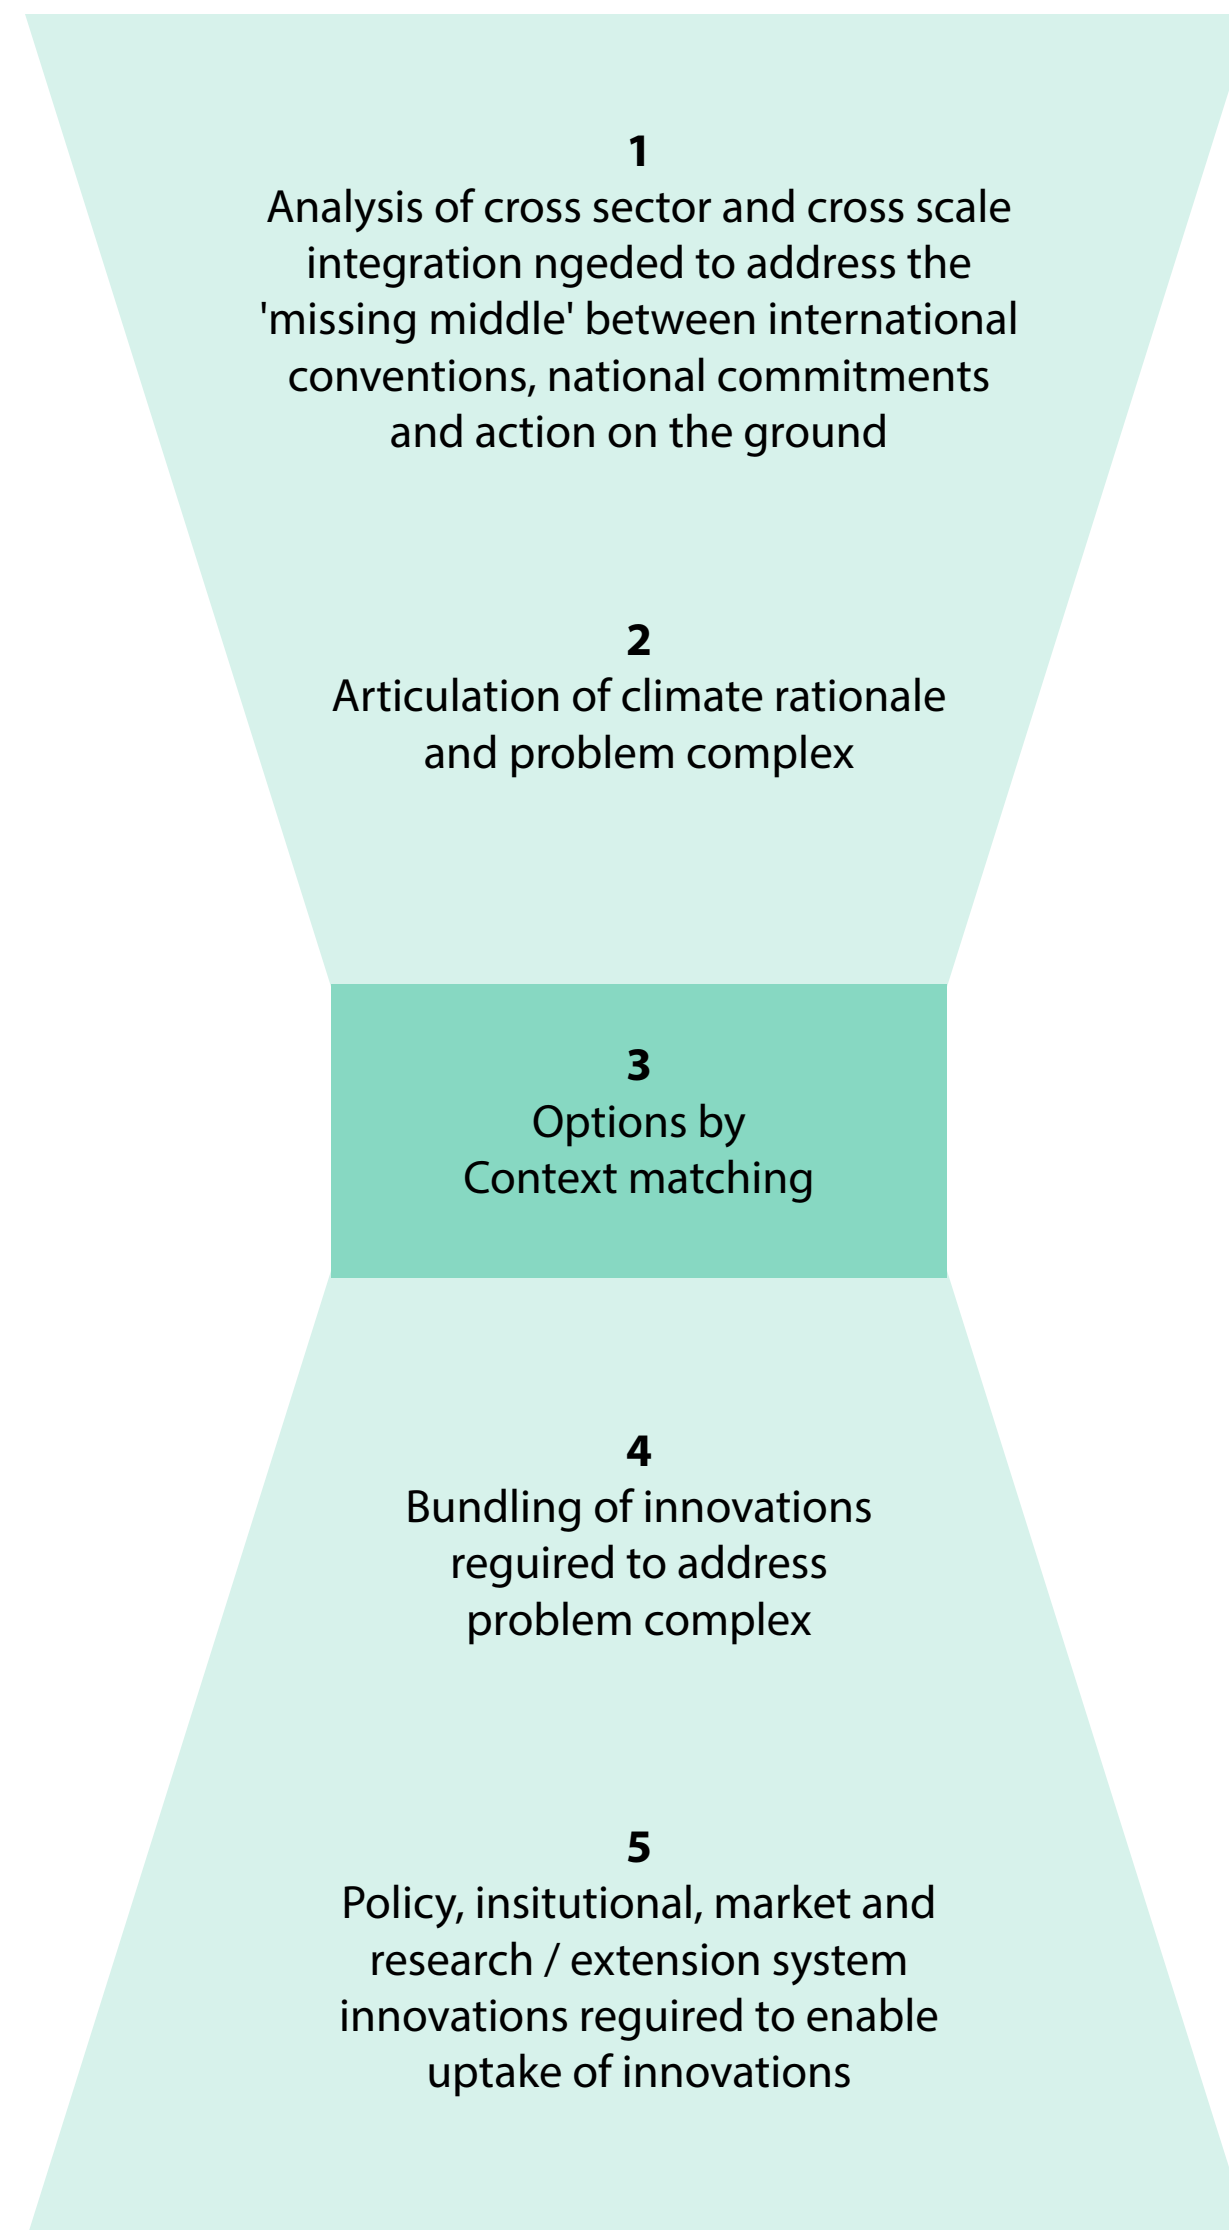 1
Analysis of cross sector and cross scale
integration ngeded to address the
'missing middle' between international
conventions, national commitments
and action on the ground
2
Articulation of climate rationale
and problem complex
3
Options by
Context matching
4
Bundling of innovations
reguired to address
problem complex
5
Policy, insitutional, market and
research / extension system
innovations reguired to enable
uptake of innovations